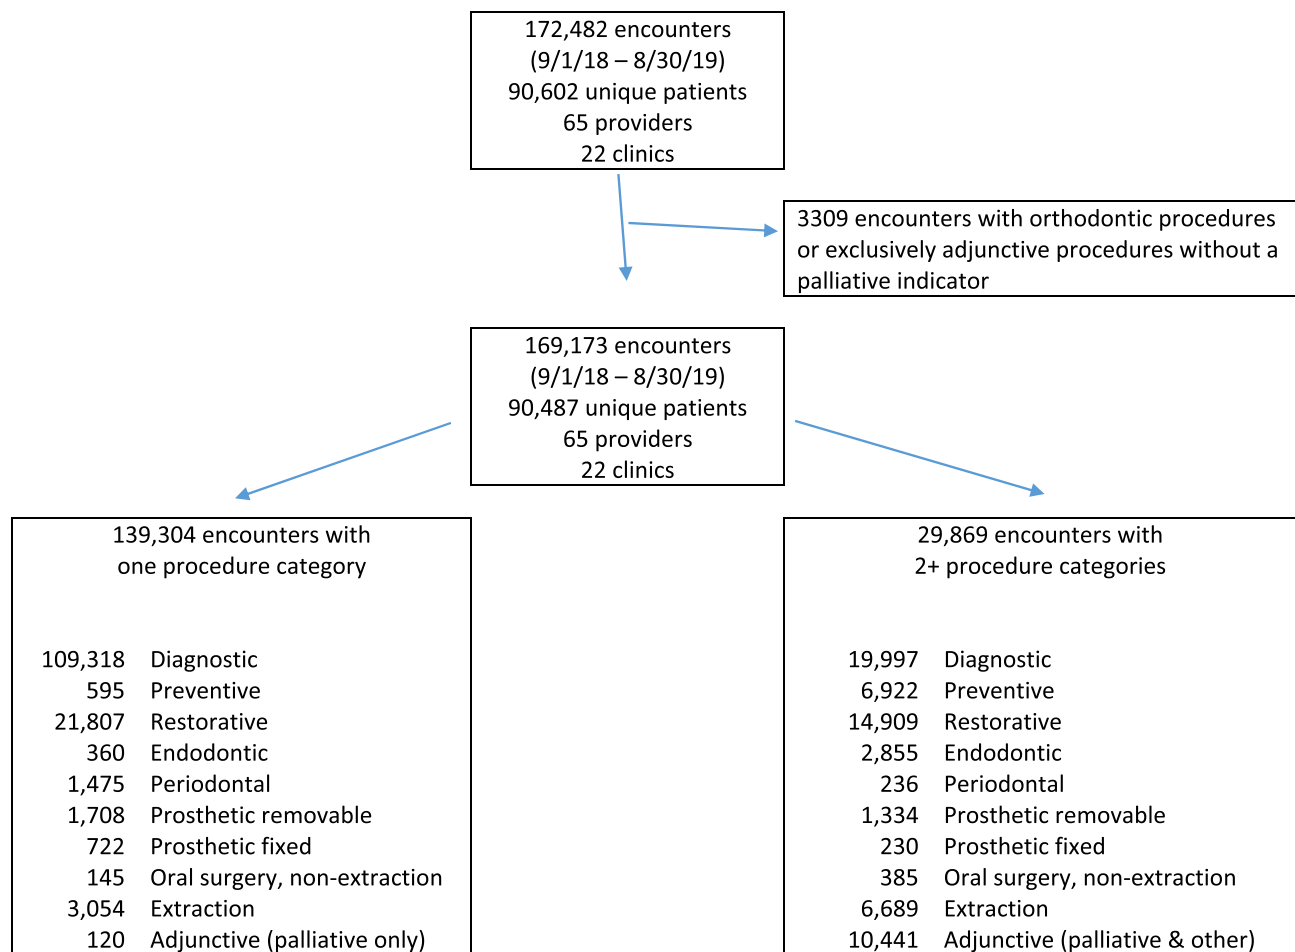 172,482 encounters
(9/1/18 – 8/30/19)
90,602 unique patients
65 providers
22 clinics
3309 encounters with orthodontic procedures
or exclusively adjunctive procedures without a
palliative indicator
169,173 encounters
(9/1/18 – 8/30/19)
90,487 unique patients
65 providers
22 clinics
139,304 encounters with
one procedure category
109,318 Diagnostic
595 Preventive
21,807 Restorative
360 Endodontic
1,475 Periodontal
1,708 Prosthetic removable
722 Prosthetic fixed
145 Oral surgery, non-extraction
3,054 Extraction
120 Adjunctive (palliative only)
29,869 encounters with
2+ procedure categories
19,997 Diagnostic
6,922 Preventive
14,909 Restorative
2,855 Endodontic
236 Periodontal
1,334 Prosthetic removable
230 Prosthetic fixed
385 Oral surgery, non-extraction
6,689 Extraction
10,441 Adjunctive (palliative & other)